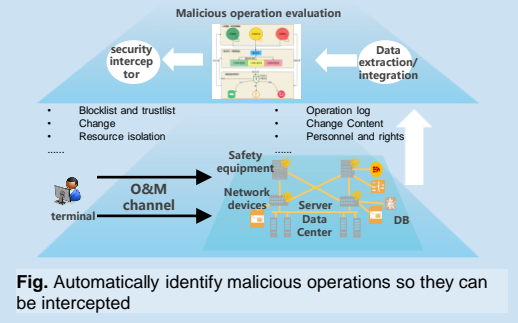 Malicious operation evaluation
security
intercep
tor
Data
extraction/
integration
• Blocklist and trustlist
• Change
• Resource isolation
......
• Operation log
• Change Content
• Personnel and rights
......
Safety
equipment
O&M
channel
Network
devices
terminal
Server
Data
Center
DB
Fig. Automatically identify malicious operations so they can
be intercepted